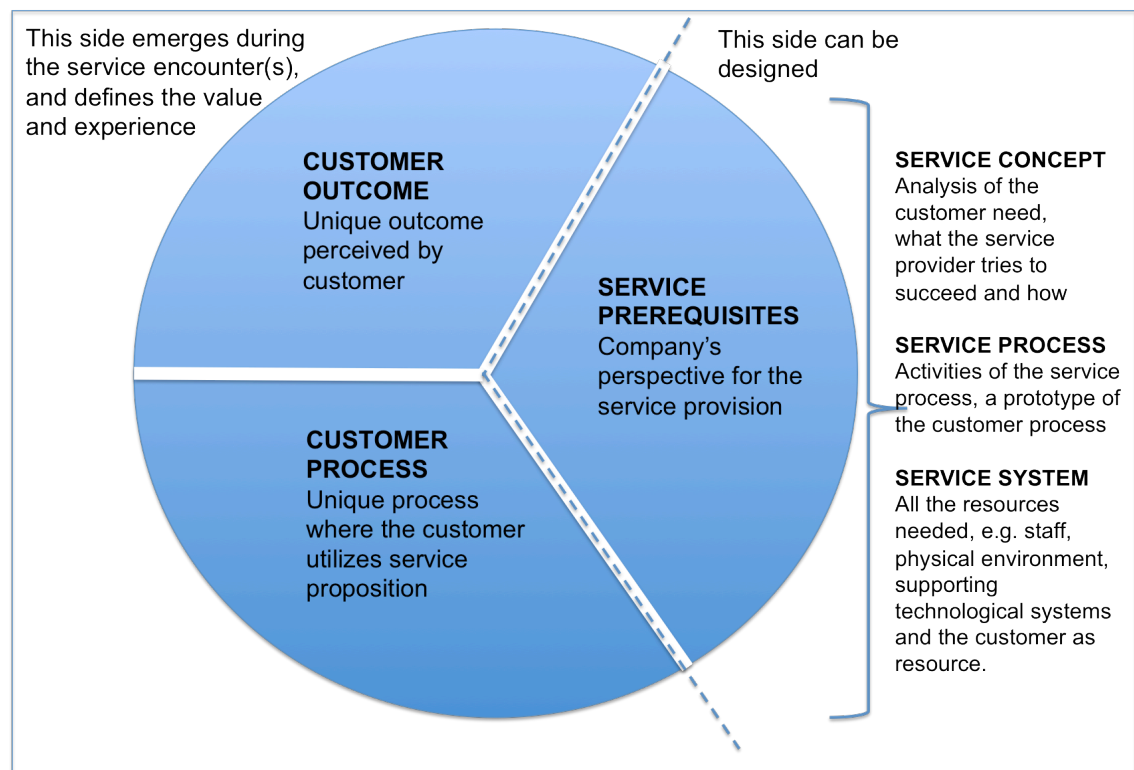 This side emerges during
the service encounter(s),
and defines the value
and experience
This side can be
designed
CUSTOMER
OUTCOME
Unique outcome
perceived by
customer
SERVICE
PREREQUISITES
Company's
perspective for the
service provision
CUSTOMER
PROCESS
Unique process
where the customer
utilizes service
proposition
SERVICE CONCEPT
Analysis of the
customer need,
what the service
provider tries to
succeed and how
SERVICE PROCESS
Activities of the service
process, a prototype of
the customer process
SERVICE SYSTEM
All the resources
needed, e.g. staff,
physical environment,
supporting
technological systems
and the customer as
resource.